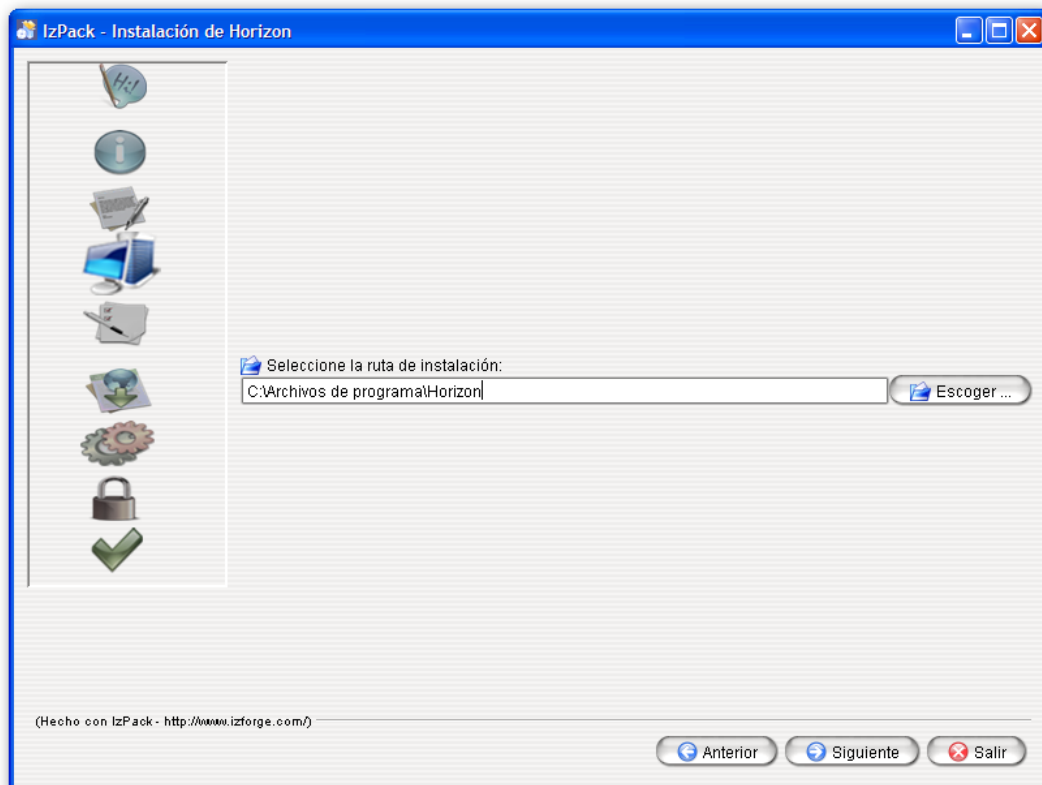 IzPack - Instalación de Horizon
Hi!
Seleccione la ruta de instalación:
C:\Archivos de programa\Horizon
Escoger ...
(Hecho con IzPack - http://www.izforge.com/)
Anterior
Siguiente
Salir